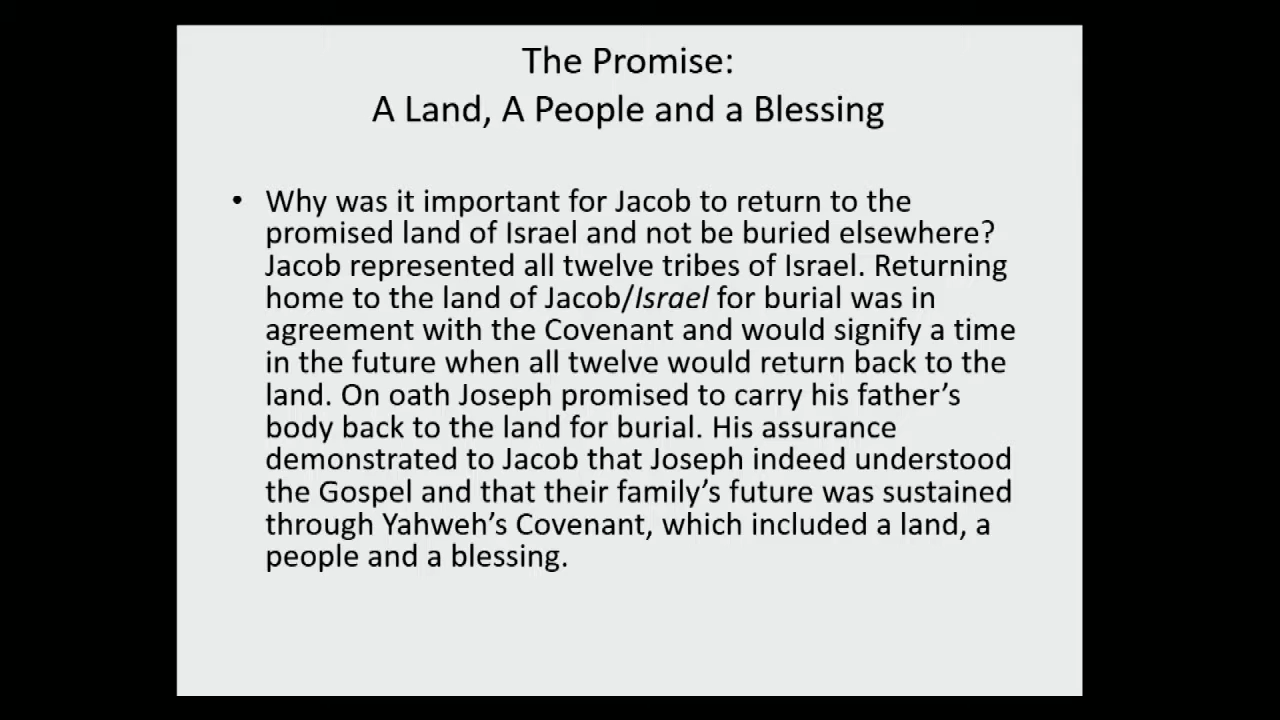 The Promise:
A Land, A People and a Blessing
• Why was it important for Jacob to return to the
promised land of Israel and not be buried elsewhere?
Jacob represented all twelve tribes of Israel. Returning
home to the land of Jacob/Israel for burial was in
agreement with the Covenant and would signify a time
in the future when all twelve would return back to the
land. On oath Joseph promised to carry his father’s
body back to the land for burial. His assurance
demonstrated to Jacob that Joseph indeed understood
the Gospel and that their family’s future was sustained
through Yahweh’s Covenant, which included a land, a
people and a blessing.